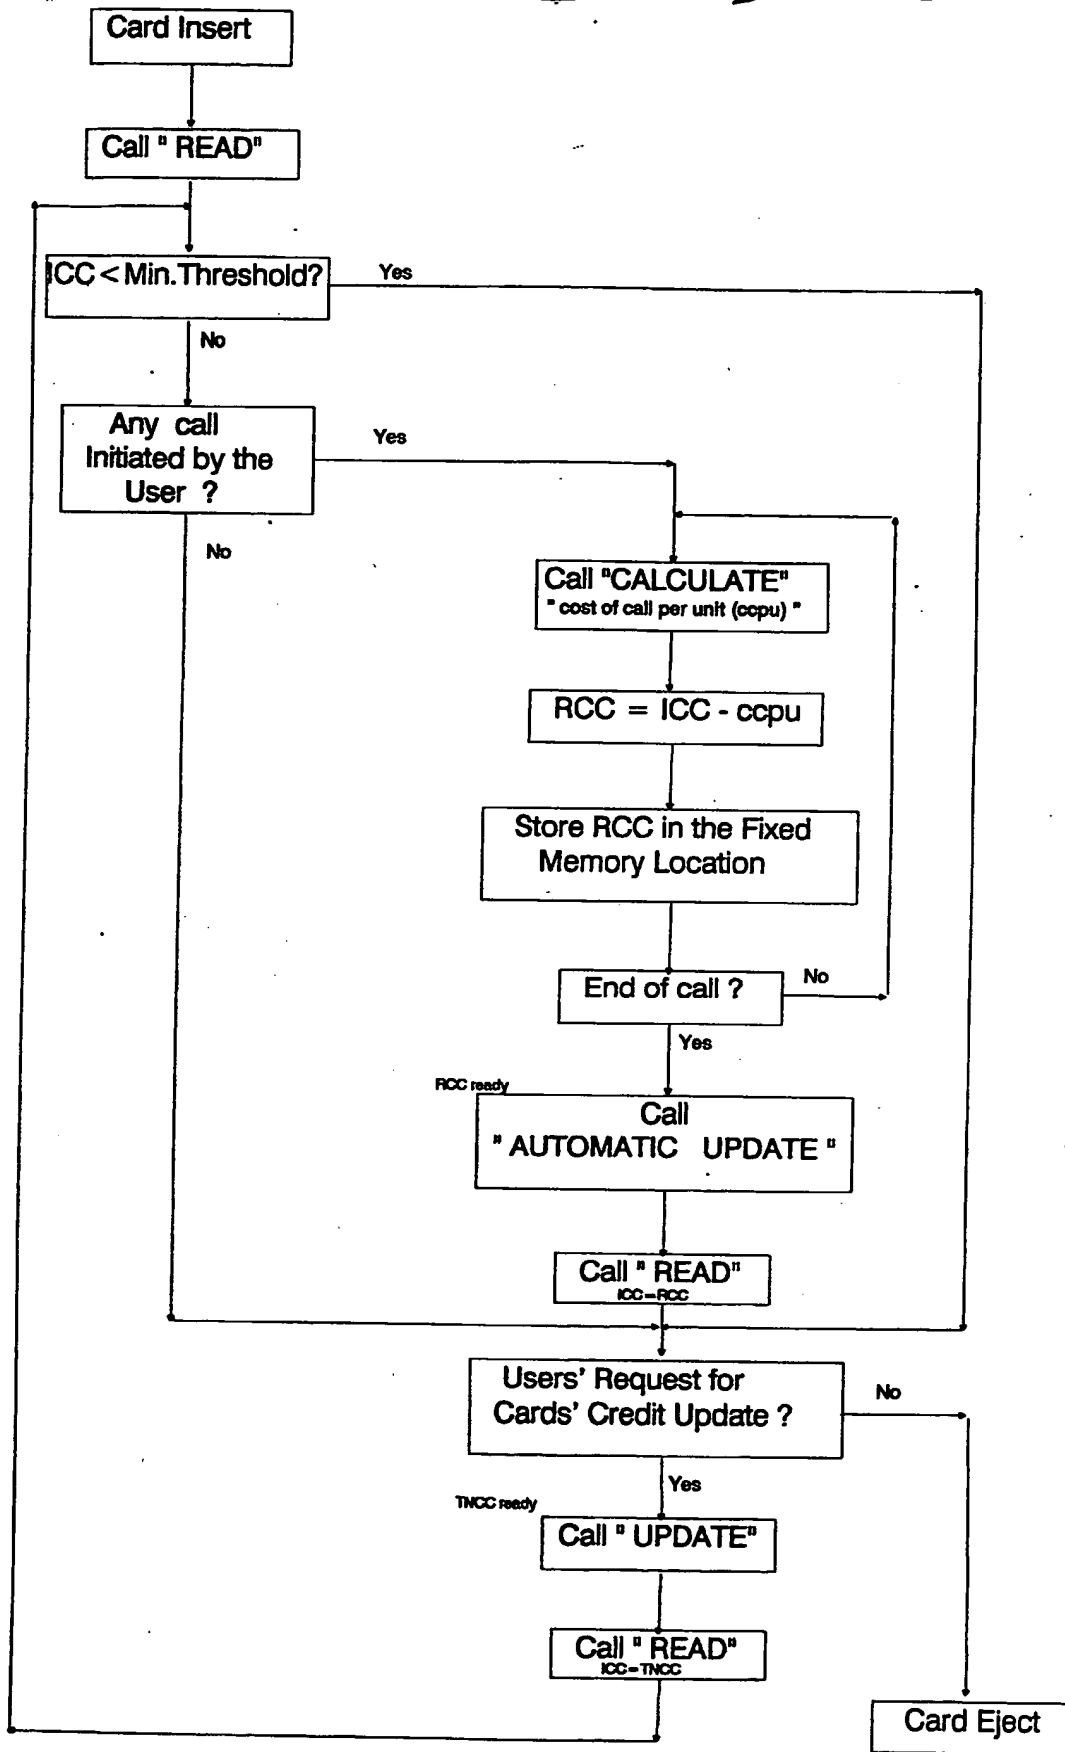 Card Insert
Call " READ"
ICC < Min.Threshold?
Yes
No
Any call
Initiated by the
User ?
Yes
No
Call "CALCULATE"
" cost of call per unit (ccpu) "
RCC = ICC - ccpu
Store RCC in the Fixed
Memory Location
End of call ?
No
Yes
RCC ready
Call
" AUTOMATIC UPDATE "
Call " READ"
ICC=RCC
Users' Request for
Cards' Credit Update ?
No
Yes
TNCC ready
Call " UPDATE"
Call " READ"
ICC=TNCC
Card Eject